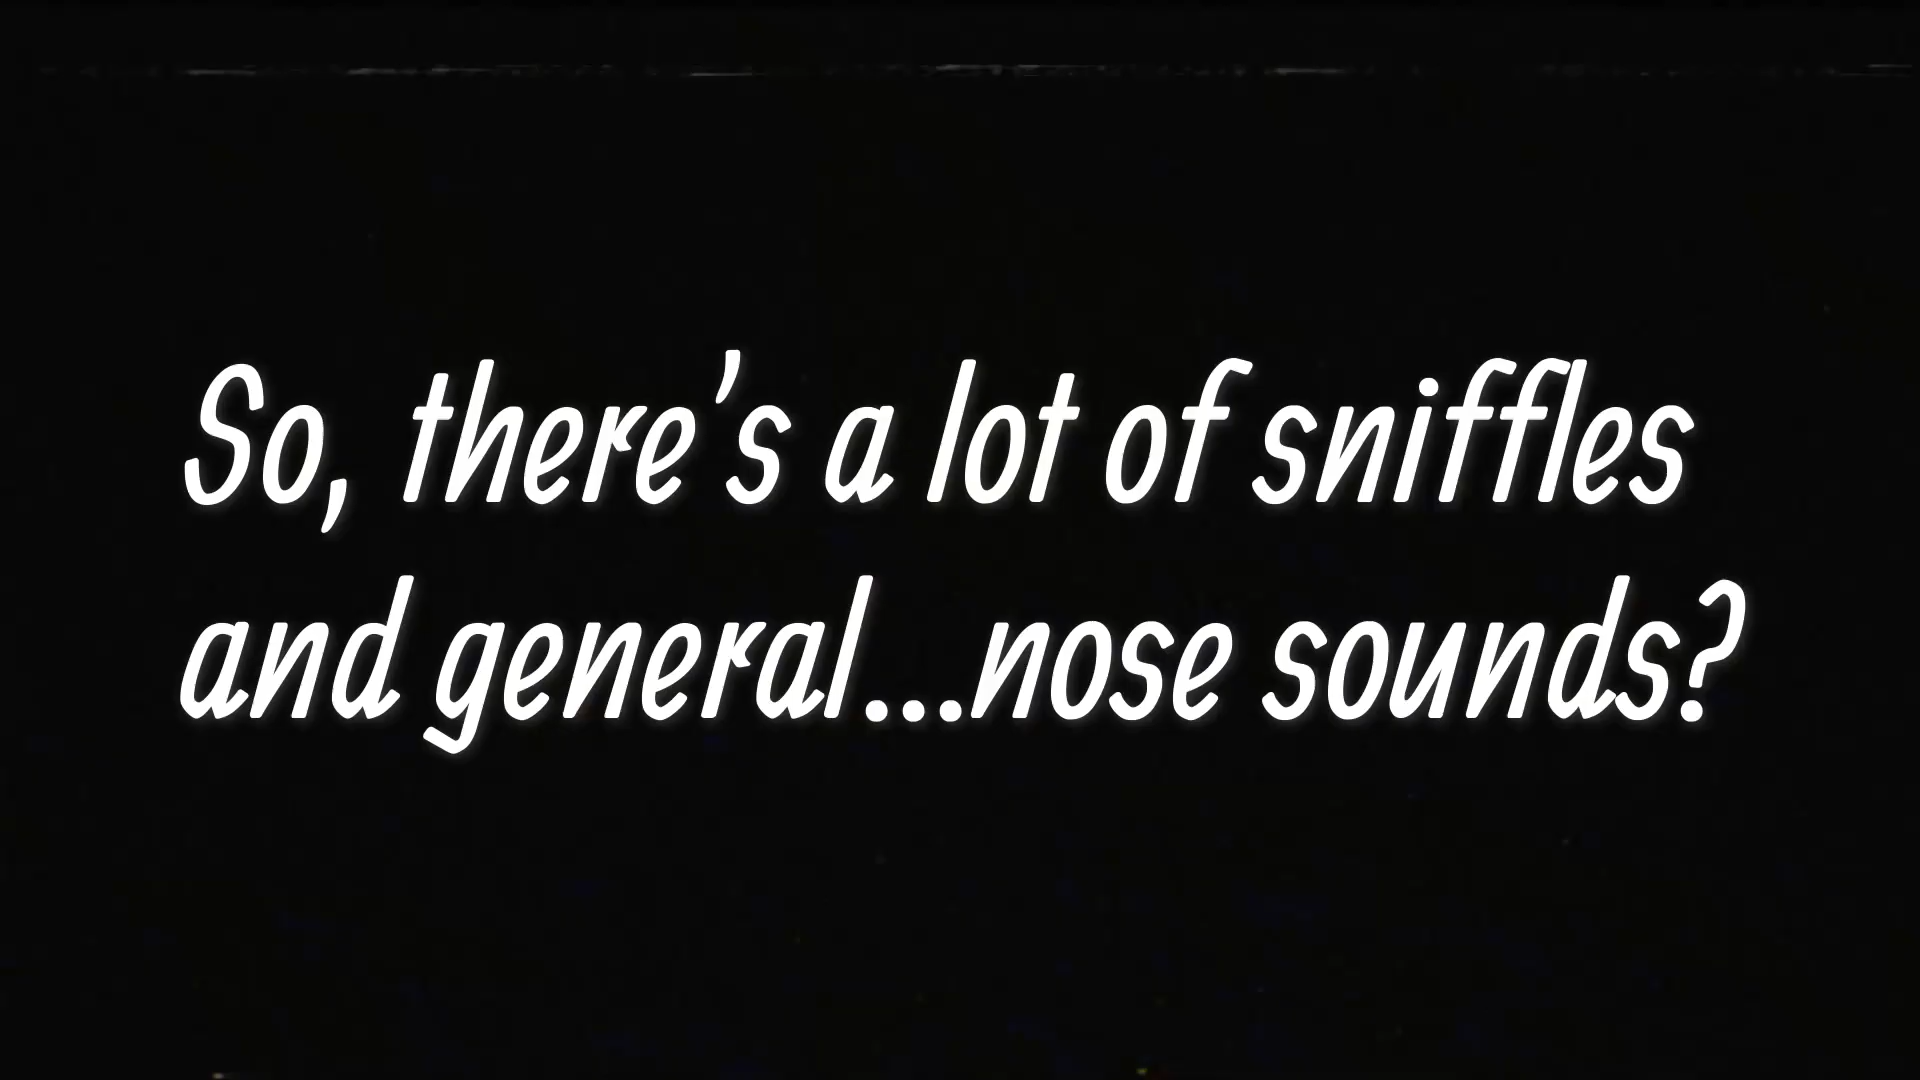 So, there's a lot of sniffles
and general...nose sounds?